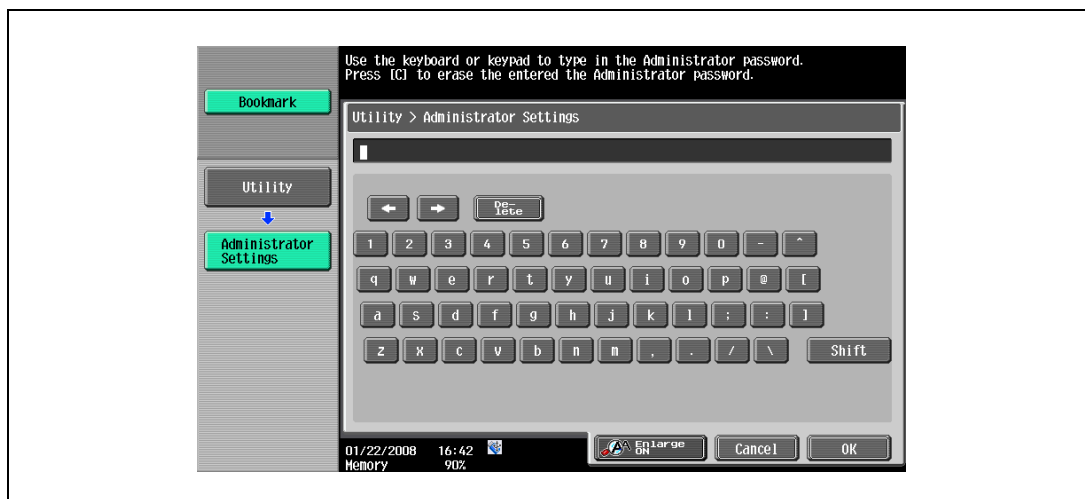 Use the keyboard or keypad to type in the Administrator password.
Press [C] to erase the entered the Administrator password.
Bookmark
Utility > Administrator Settings
Utility
Administrator
Settings
De-
lete
1 2 3 4 5 6 7 8 9 0 - ^
q w e r t y u i o p @ [
a s d f g h j k l ; : ]
z x c v b n m , . / \ Shift
01/22/2008 16:42
Memory 90%
Enlarge
ON
Cancel
OK